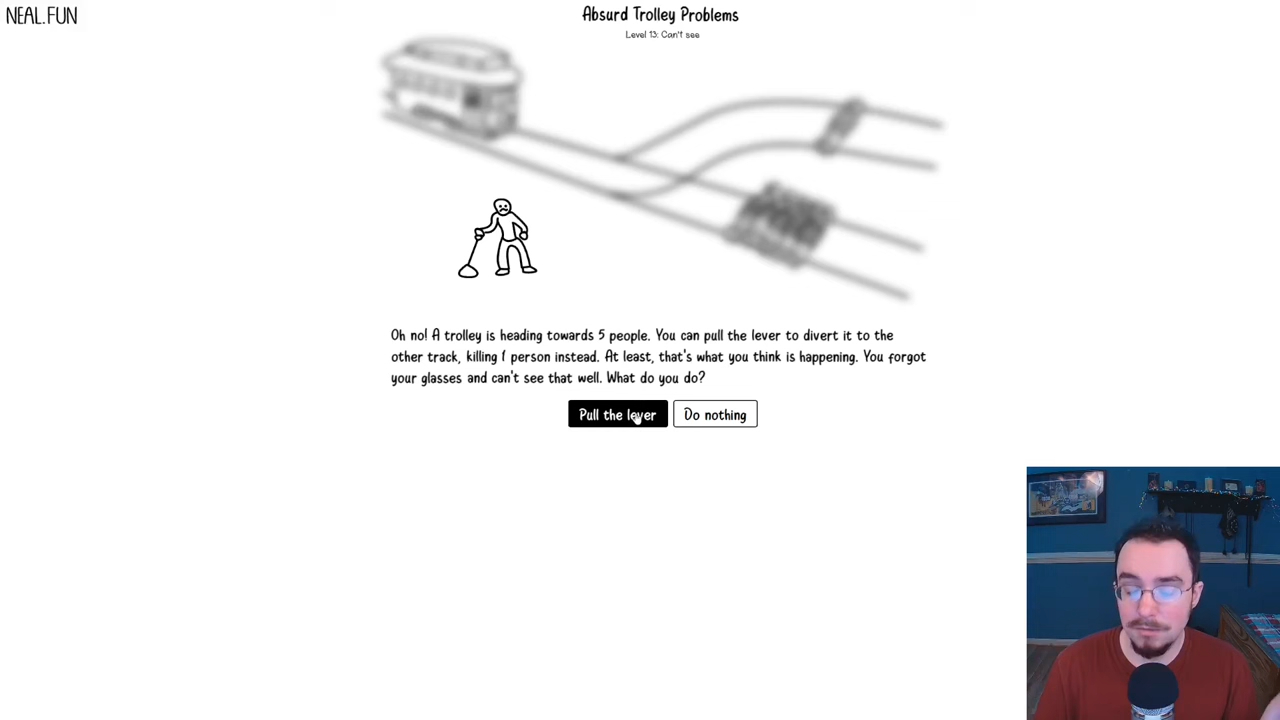 NEAL.FUN
Absurd Trolley Problems
Level 13: Can't see
Oh no! A trolley is heading towards 5 people. You can pull the lever to divert it to the
other track, killing 1 person instead. At least, that's what you think is happening. You forgot
your glasses and can't see that well. What do you do?
Pull the lever
Do nothing